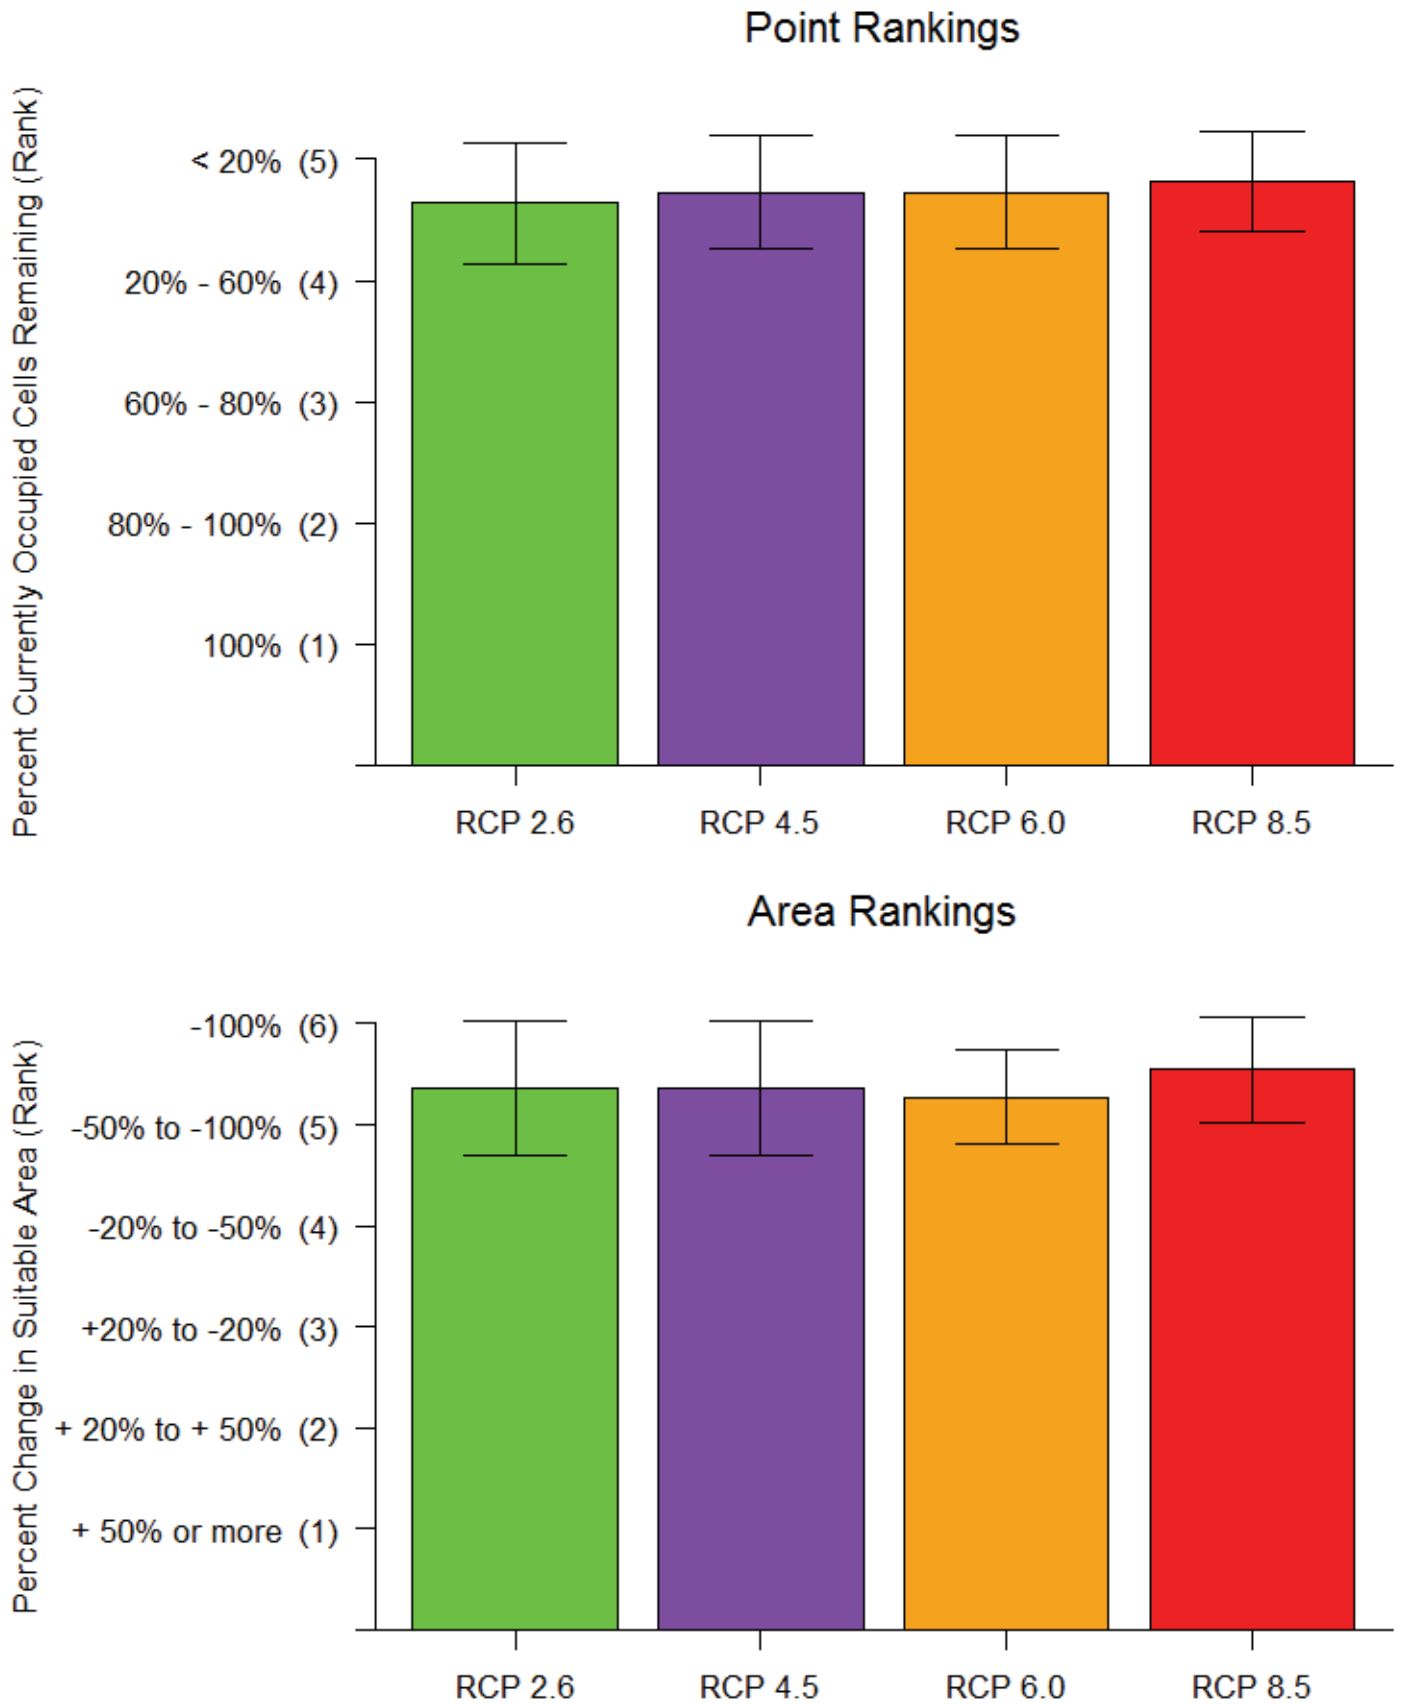 Point Rankings
Percent Currently Occupied Cells Remaining (Rank)
< 20% (5)
20% - 60% (4)
60% - 80% (3)
80% - 100% (2)
100% (1)
RCP 2.6 RCP 4.5 RCP 6.0 RCP 8.5
Area Rankings
Percent Change in Suitable Area (Rank)
-100% (6)
-50% to -100% (5)
-20% to -50% (4)
+20% to -20% (3)
+ 20% to + 50% (2)
+ 50% or more (1)
RCP 2.6 RCP 4.5 RCP 6.0 RCP 8.5